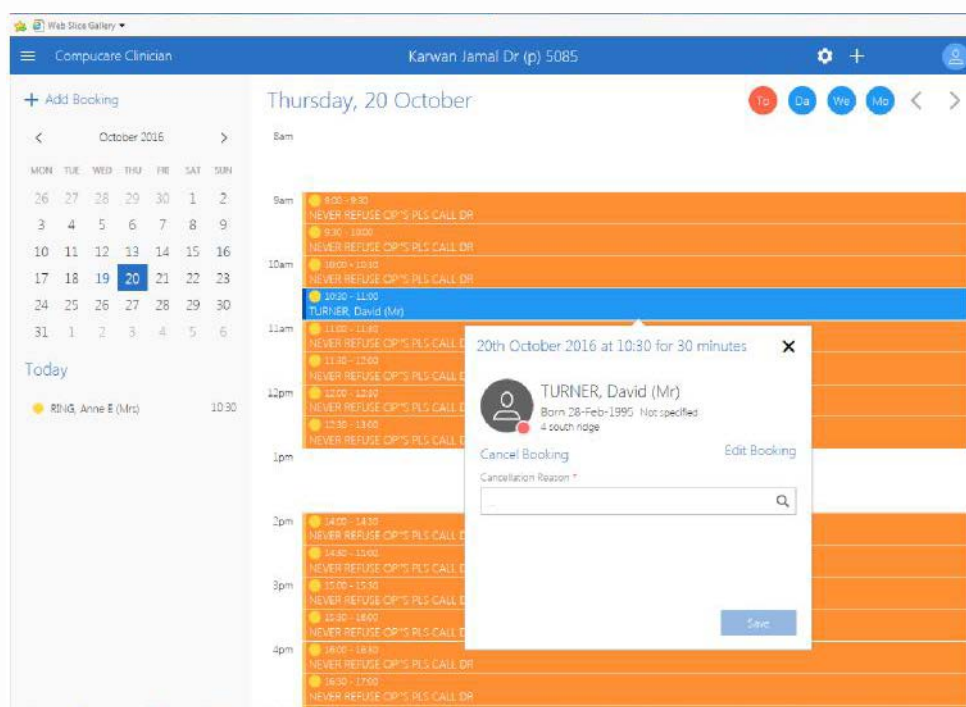 Web Slice Gallery
Compucare Clinician
Karwan Jamal Dr (p) 5085
+ Add Booking
October 2016
MON TUE WED THU FRI SAT SUN
26 27 28 29 30 1 2
3 4 5 6 7 8 9
10 11 12 13 14 15 16
17 18 19 20 21 22 23
24 25 26 27 28 29 30
31 1 2 3 4 5 6
Today
RING, Anne E (Mrs) 10:30
Thursday, 20 October
To Da We Mo
8am
9am
9:00 - 9:30
NEVER REFUSE OP"S PLS CALL DR
9:30 - 10:00
NEVER REFUSE OP"S PLS CALL DR
10am
10:00 - 10:30
NEVER REFUSE OP"S PLS CALL DR
10:30 - 11:00
TURNER, David (Mr)
11am
11:00 - 11:30
NEVER REFUSE OP"S PLS CALL
11:30 - 12:00
NEVER REFUSE OP"S PLS CALL
12pm
12:00 - 12:30
NEVER REFUSE OP"S PLS CALL
12:30 - 13:00
NEVER REFUSE OP"S PLS CALL
1pm
2pm
14:00 - 14:30
NEVER REFUSE OP"S PLS CALL
14:30 - 15:00
NEVER REFUSE OP"S PLS CALL
3pm
15:00 - 15:30
NEVER REFUSE OP"S PLS CALL
15:30 - 16:00
NEVER REFUSE OP"S PLS CALL
4pm
16:00 - 16:30
NEVER REFUSE OP"S PLS CALL DR
16:30 - 17:00
NEVER REFUSE OP"S PLS CALL DR
20th October 2016 at 10:30 for 30 minutes
TURNER, David (Mr)
Born 28-Feb-1995 Not specified
4 south ridge
Cancel Booking
Edit Booking
Cancellation Reason *
...
Save